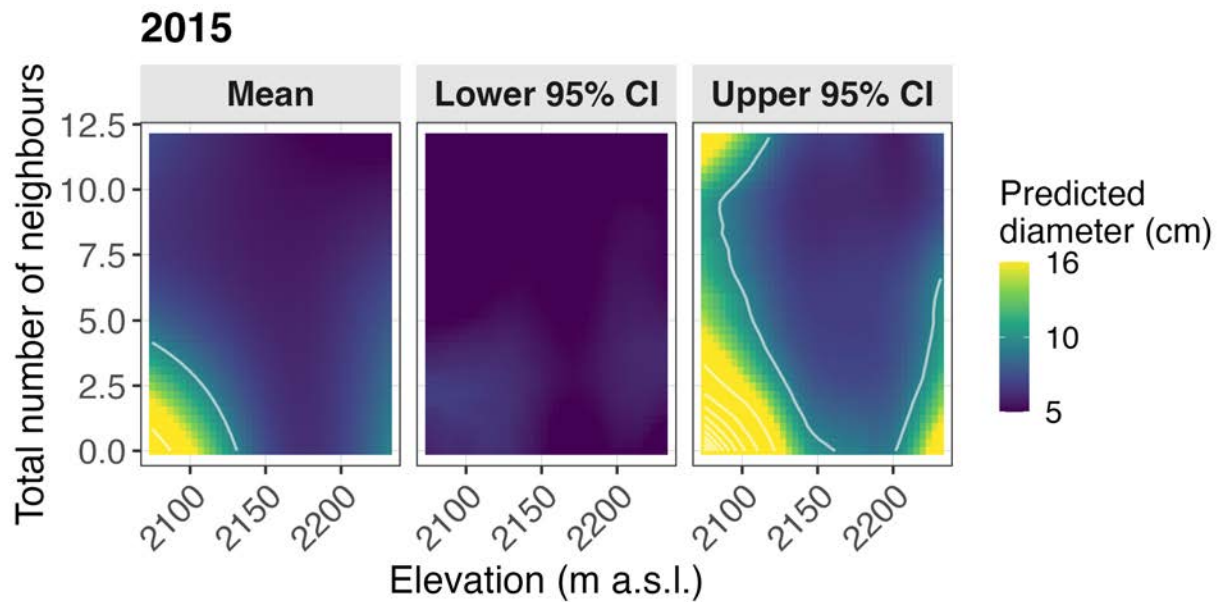 2015
Mean
Lower 95% CI
Upper 95% CI
Total number of neighbours
12.5
10.0
7.5
5.0
2.5
0.0
2100
2150
2200
2100
2150
2200
2100
2150
2200
Elevation (m a.s.l.)
Predicted
diameter (cm)
16
10
5